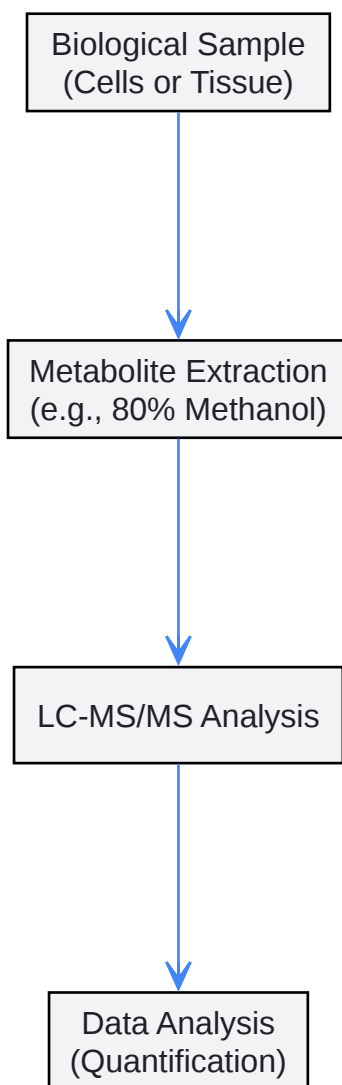 Biological Sample
(Cells or Tissue)
Metabolite Extraction
(e.g., 80% Methanol)
LC-MS/MS Analysis
Data Analysis
(Quantification)